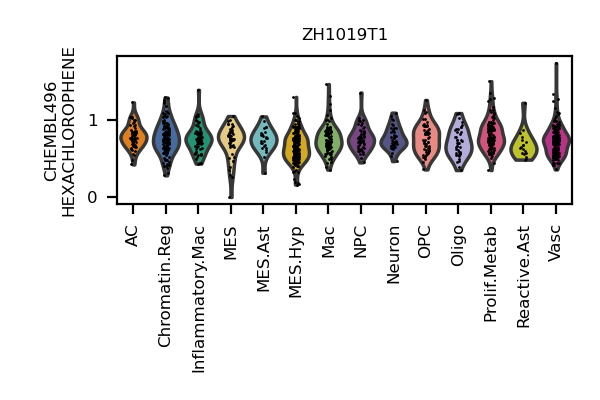 ZH1019T1
CHEMBL496
HEXACHLOROPHENE
1
0
AC
Chromatin.Reg
Inflammatory.Mac
MES
MES.Ast
MES.Hyp
Mac
NPC
Neuron
OPC
Oligo
Prolif.Metab
Reactive.Ast
Vasc